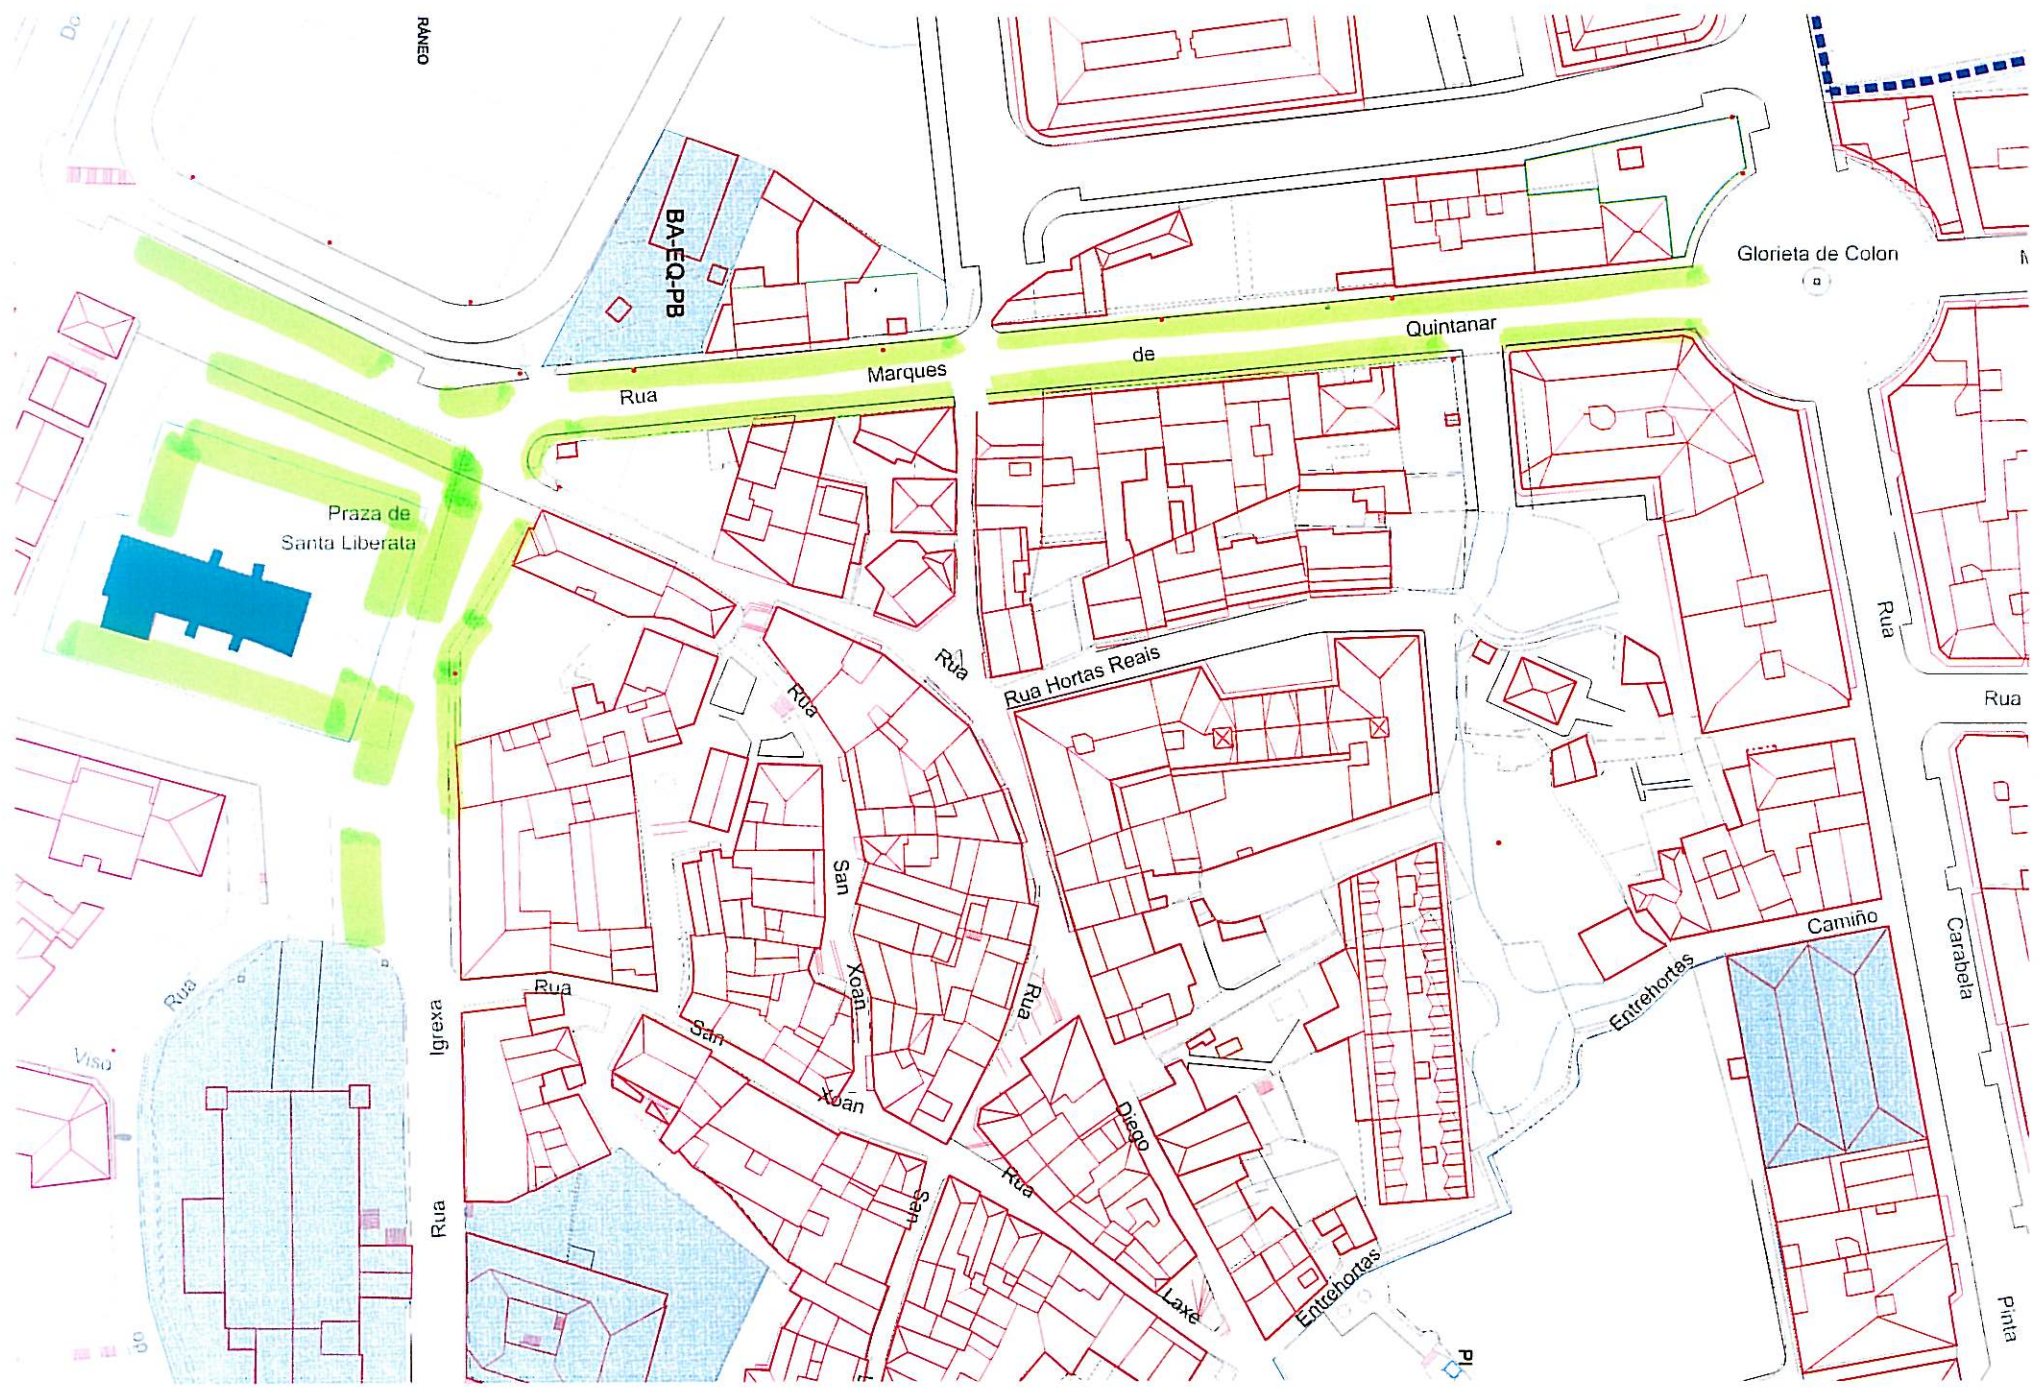 RÁNEO
BA-EQ-PB
Glorieta de Colon
Quintanar
de
Marques
Rua
Praza de
Santa Liberata
Rua
Rua
Rua Hortas Reais
Rua
Rua
San
Camiño
Carabela
Xoan
Entrehortas
Rua
Rua
Rua
Igrexa
San
Viso
Xoan
Diego
Rua
San
Rua
Entrehortas
Laxe
Pinta
PI